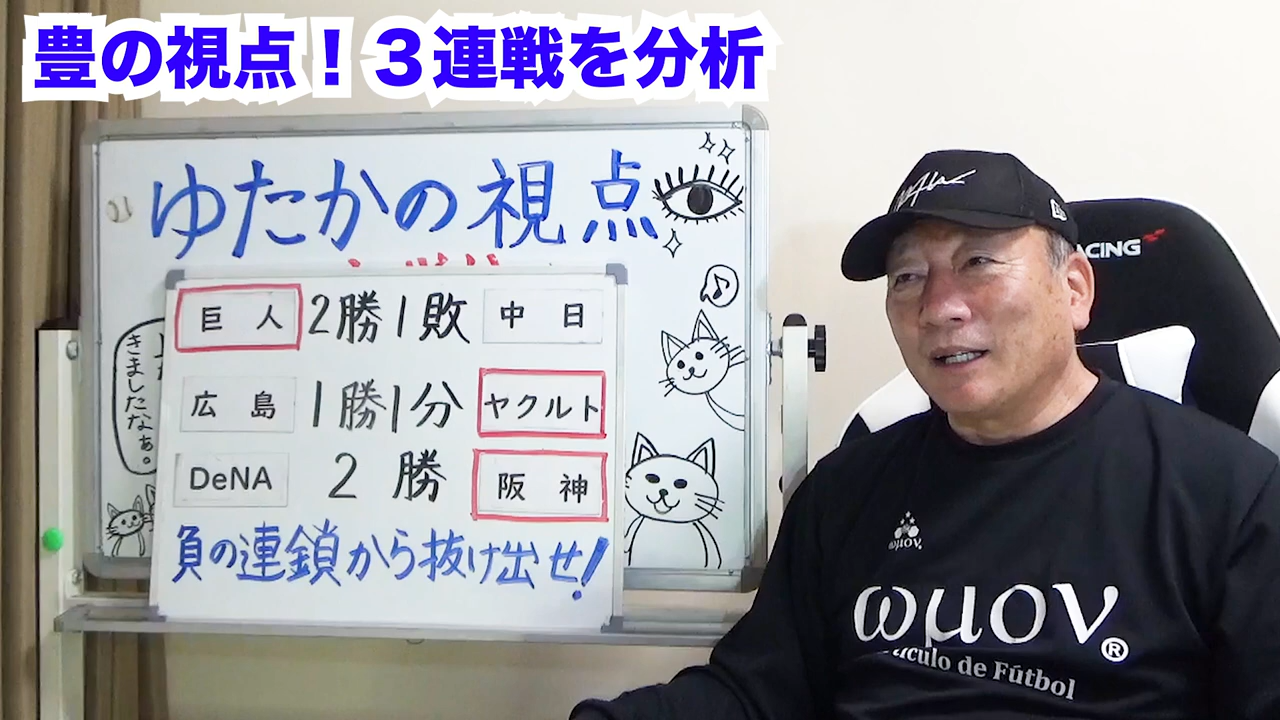 豊の視点！３連戦を分析
ゆたかの視点
巨人 2勝1敗 中日
広島 1勝1分 ヤクルト
DeNA 2勝 阪神
負の連鎖から抜け出せ!
きましたなぁ。
ACING
ωμον®
culo de Fútbol
ωμον